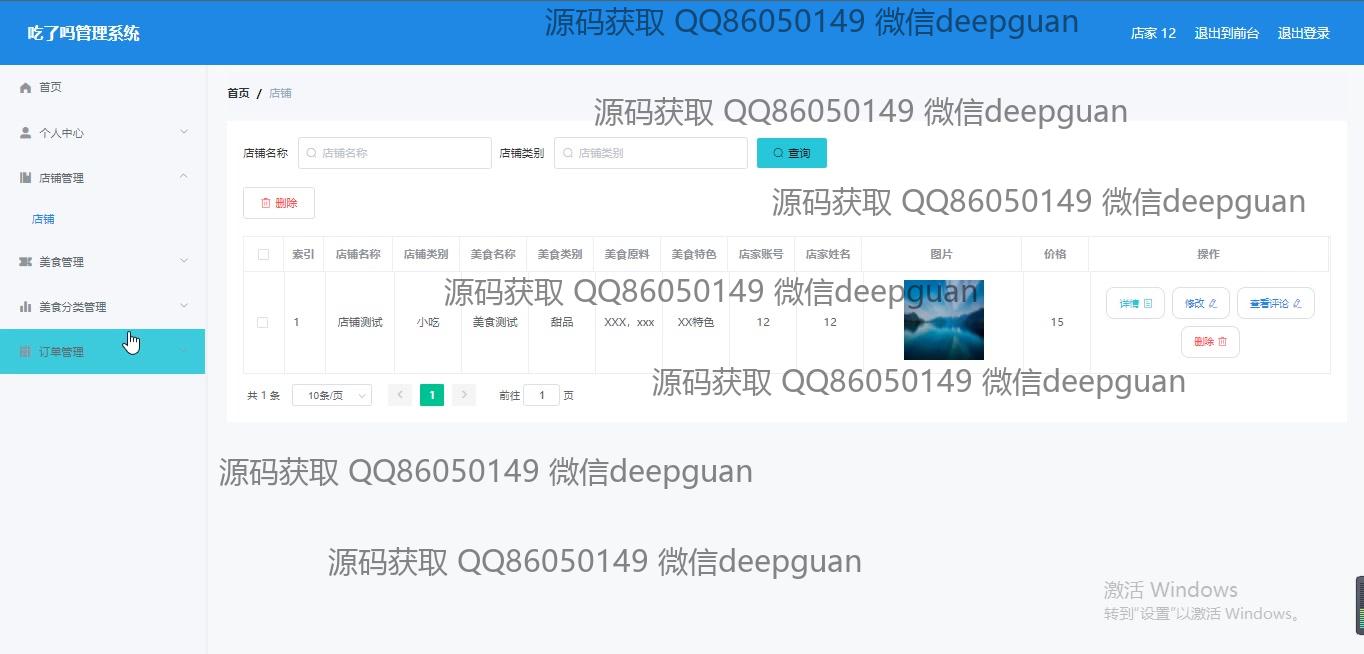 吃了吗管理系统
源码获取 QQ86050149 微信deepguan
店家 12 退出到前台 退出登录
首页
个人中心
店铺管理
店铺
美食管理
美食分类管理
订单管理
首页 / 店铺
源码获取 QQ86050149 微信deepguan
店铺名称 店铺名称 店铺类别 店铺类别 查询
删除
源码获取 QQ86050149 微信deepguan
索引 店铺名称 店铺类别 美食名称 美食类别 美食原料 美食特色 店家账号 店家姓名 图片 价格 操作
源码获取 QQ86050149 微信deepguan
1 店铺测试 小吃 美食测试 甜品 XXX，xxx XX特色 12 12 15 详情 修改 查看评论
删除
源码获取 QQ86050149 微信deepguan
共 1 条 10条/页 1 前往 1 页
源码获取 QQ86050149 微信deepguan
源码获取 QQ86050149 微信deepguan
激活 Windows
转到"设置"以激活 Windows。